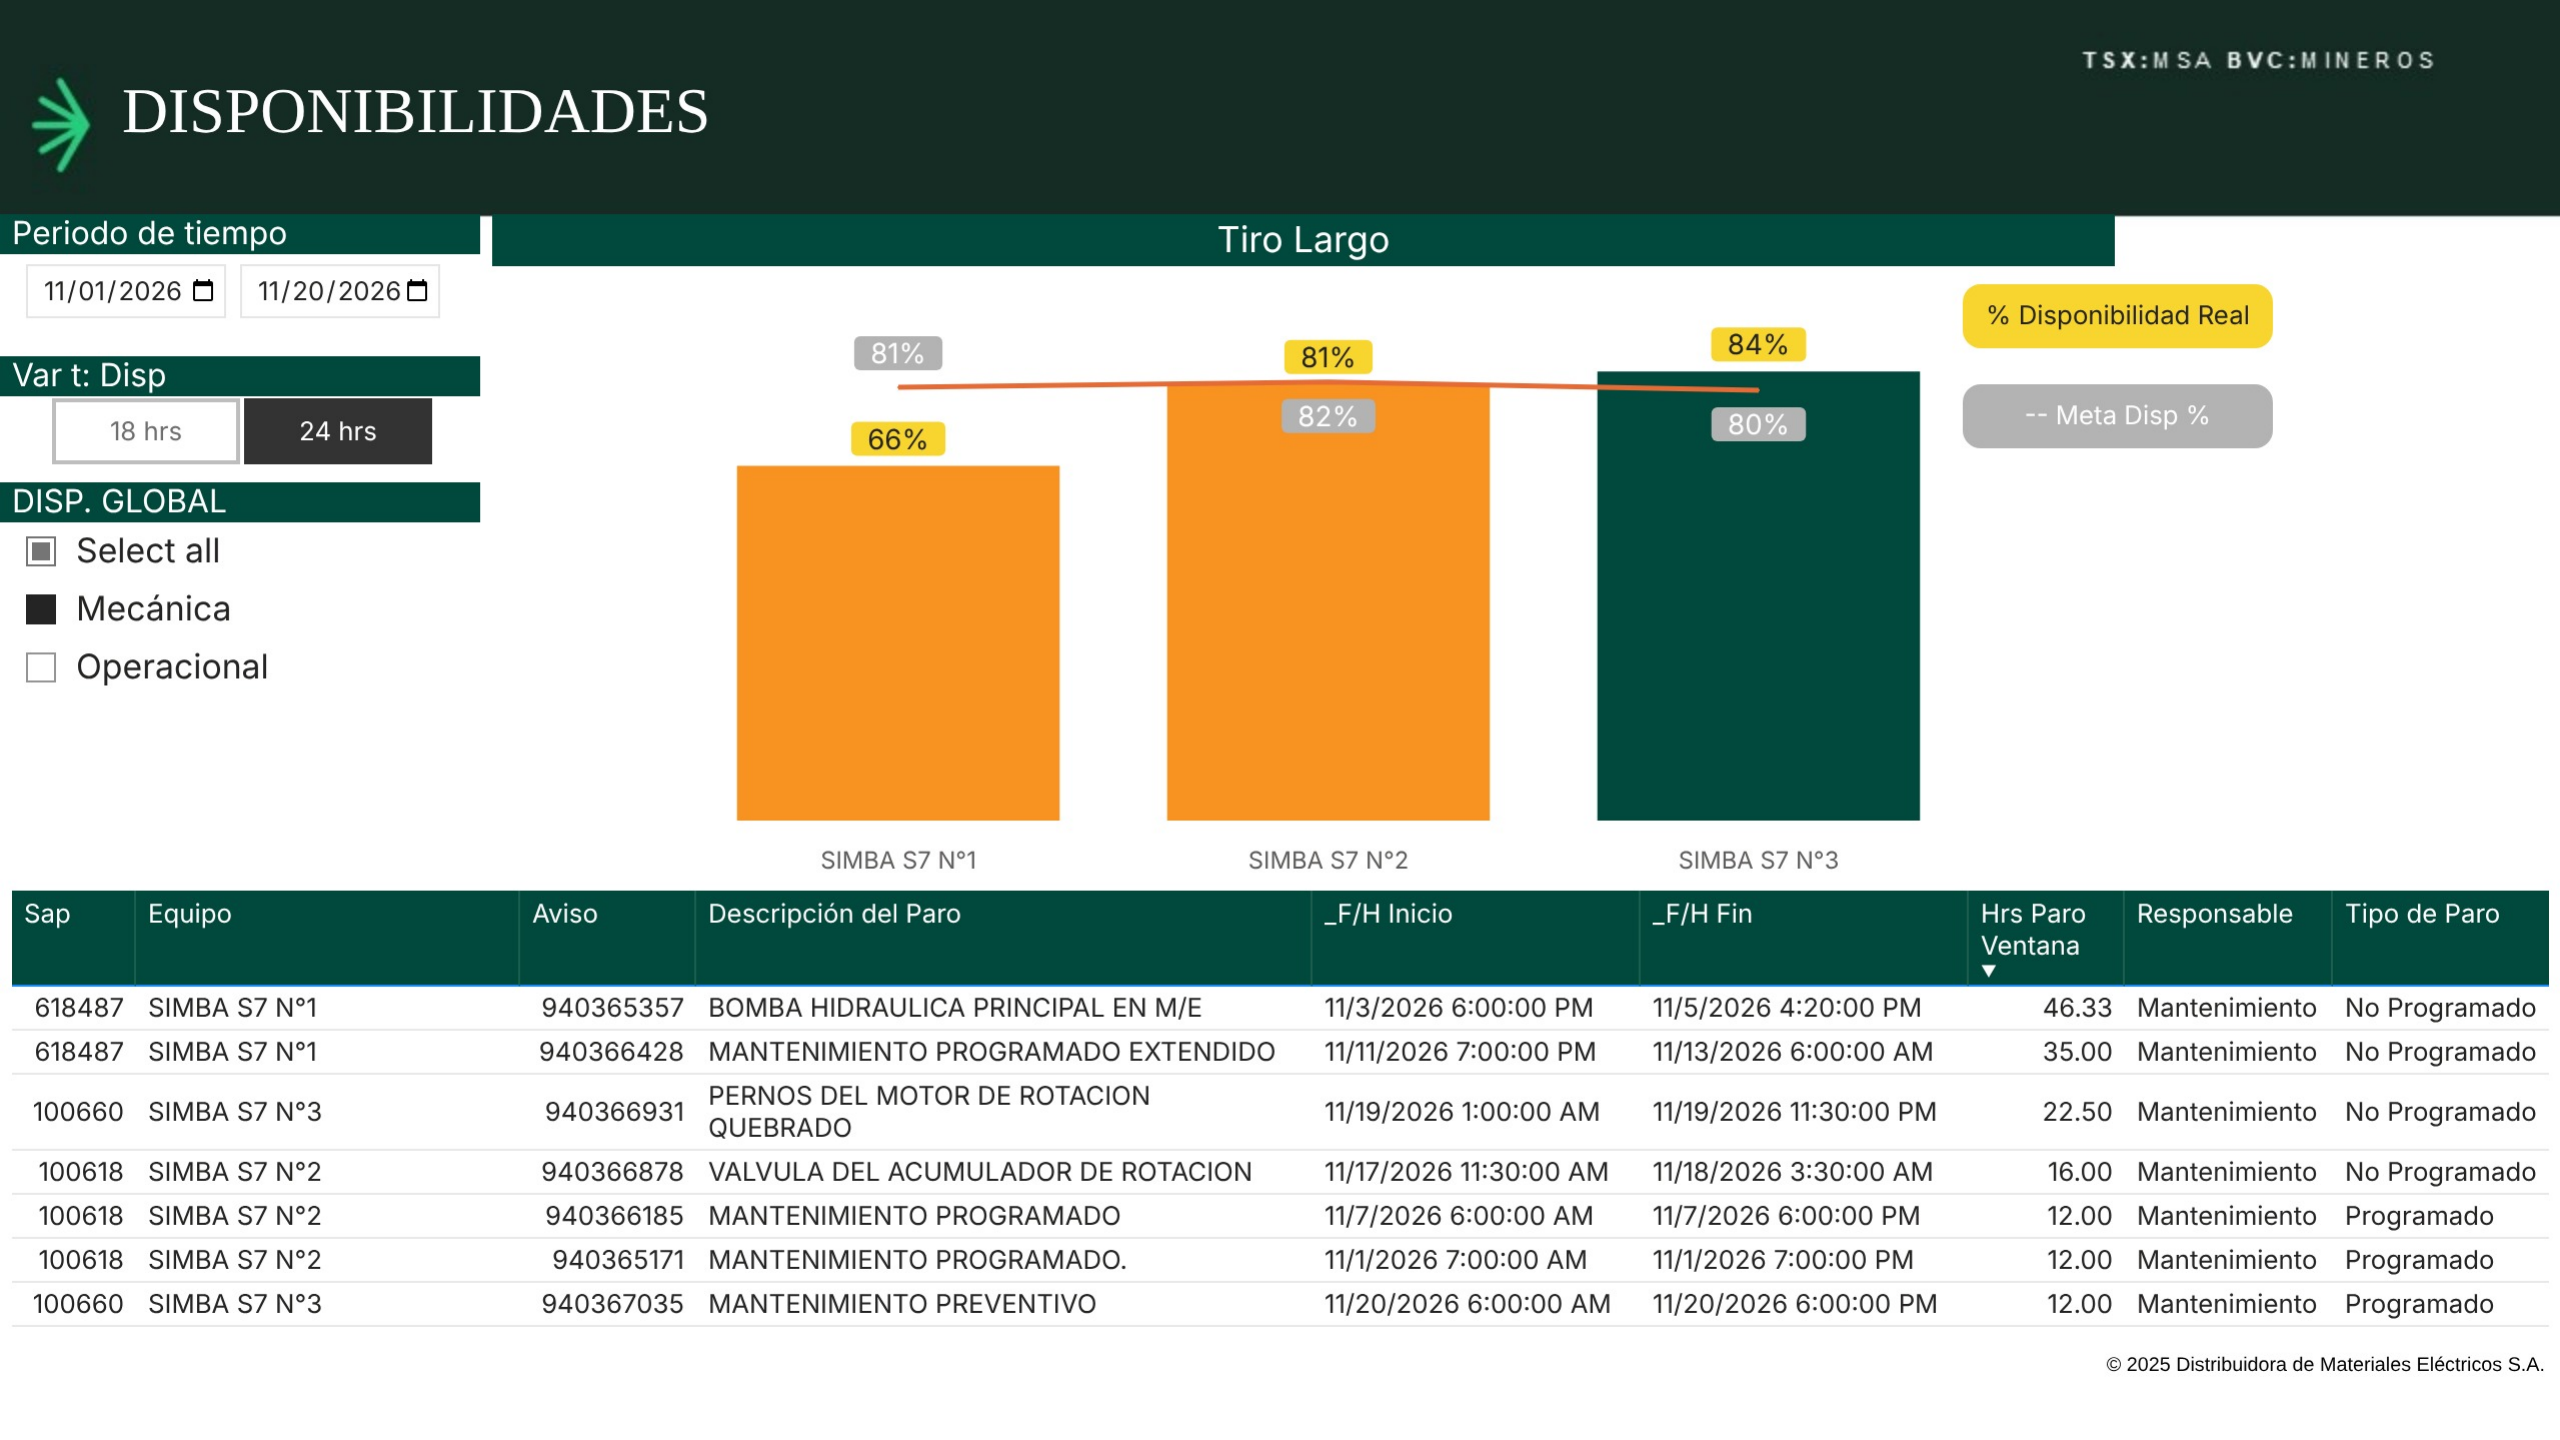 TSX:MSA BVC:MINEROS
DISPONIBILIDADES
Periodo de tiempo
11/01/2026 11/20/2026
Var t: Disp
18 hrs 24 hrs
DISP. GLOBAL
Select all
Mecánica
Operacional
Tiro Largo
81% 81% 84%
66% 82% 80%
% Disponibilidad Real
-- Meta Disp %
SIMBA S7 N°1 SIMBA S7 N°2 SIMBA S7 N°3
Sap Equipo Aviso Descripción del Paro _F/H Inicio _F/H Fin Hrs Paro Ventana Responsable Tipo de Paro
618487 SIMBA S7 N°1 940365357 BOMBA HIDRAULICA PRINCIPAL EN M/E 11/3/2026 6:00:00 PM 11/5/2026 4:20:00 PM 46.33 Mantenimiento No Programado
618487 SIMBA S7 N°1 940366428 MANTENIMIENTO PROGRAMADO EXTENDIDO 11/11/2026 7:00:00 PM 11/13/2026 6:00:00 AM 35.00 Mantenimiento No Programado
100660 SIMBA S7 N°3 940366931 PERNOS DEL MOTOR DE ROTACION QUEBRADO 11/19/2026 1:00:00 AM 11/19/2026 11:30:00 PM 22.50 Mantenimiento No Programado
100618 SIMBA S7 N°2 940366878 VALVULA DEL ACUMULADOR DE ROTACION 11/17/2026 11:30:00 AM 11/18/2026 3:30:00 AM 16.00 Mantenimiento No Programado
100618 SIMBA S7 N°2 940366185 MANTENIMIENTO PROGRAMADO 11/7/2026 6:00:00 AM 11/7/2026 6:00:00 PM 12.00 Mantenimiento Programado
100618 SIMBA S7 N°2 940365171 MANTENIMIENTO PROGRAMADO. 11/1/2026 7:00:00 AM 11/1/2026 7:00:00 PM 12.00 Mantenimiento Programado
100660 SIMBA S7 N°3 940367035 MANTENIMIENTO PREVENTIVO 11/20/2026 6:00:00 AM 11/20/2026 6:00:00 PM 12.00 Mantenimiento Programado
© 2025 Distribuidora de Materiales Eléctricos S.A.